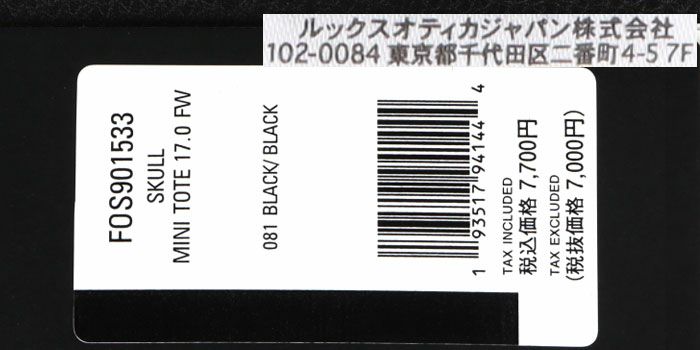 ルックスオティカジャパン株式会社
102-0084 東京都千代田区二番町4-5 7F
FOS901533
SKULL
MINI TOTE 17.0 FW
081 BLACK/ BLACK
1 93517 94144 4
TAX INCLUDED
税込価格 7,700円
TAX EXCLUDED
(税抜価格 7,000円)